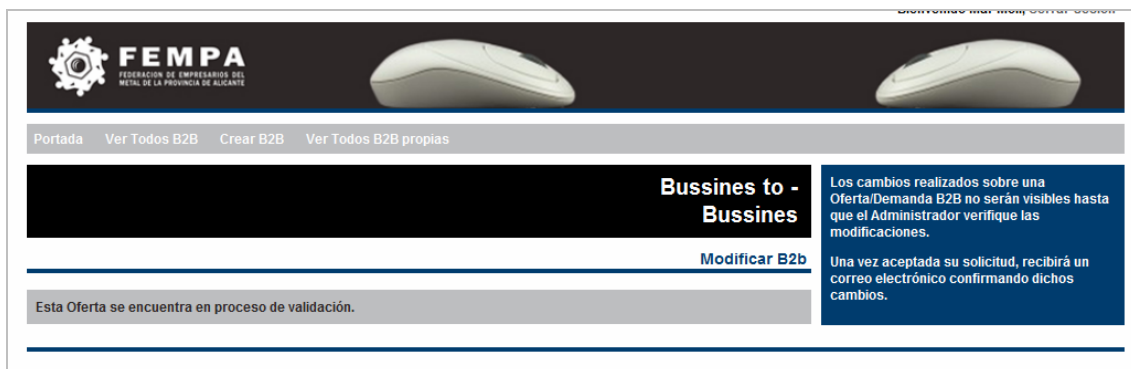 FEMPA
FEDERACION DE EMPRESARIOS DEL
METAL DE LA PROVINCIA DE ALICANTE
Portada Ver Todos B2B Crear B2B Ver Todos B2B propias
Bussines to -
Bussines
Modificar B2b
Esta Oferta se encuentra en proceso de validación.
Los cambios realizados sobre una
Oferta/Demanda B2B no serán visibles hasta
que el Administrador verifique las
modificaciones.
Una vez aceptada su solicitud, recibirá un
correo electrónico confirmando dichos
cambios.